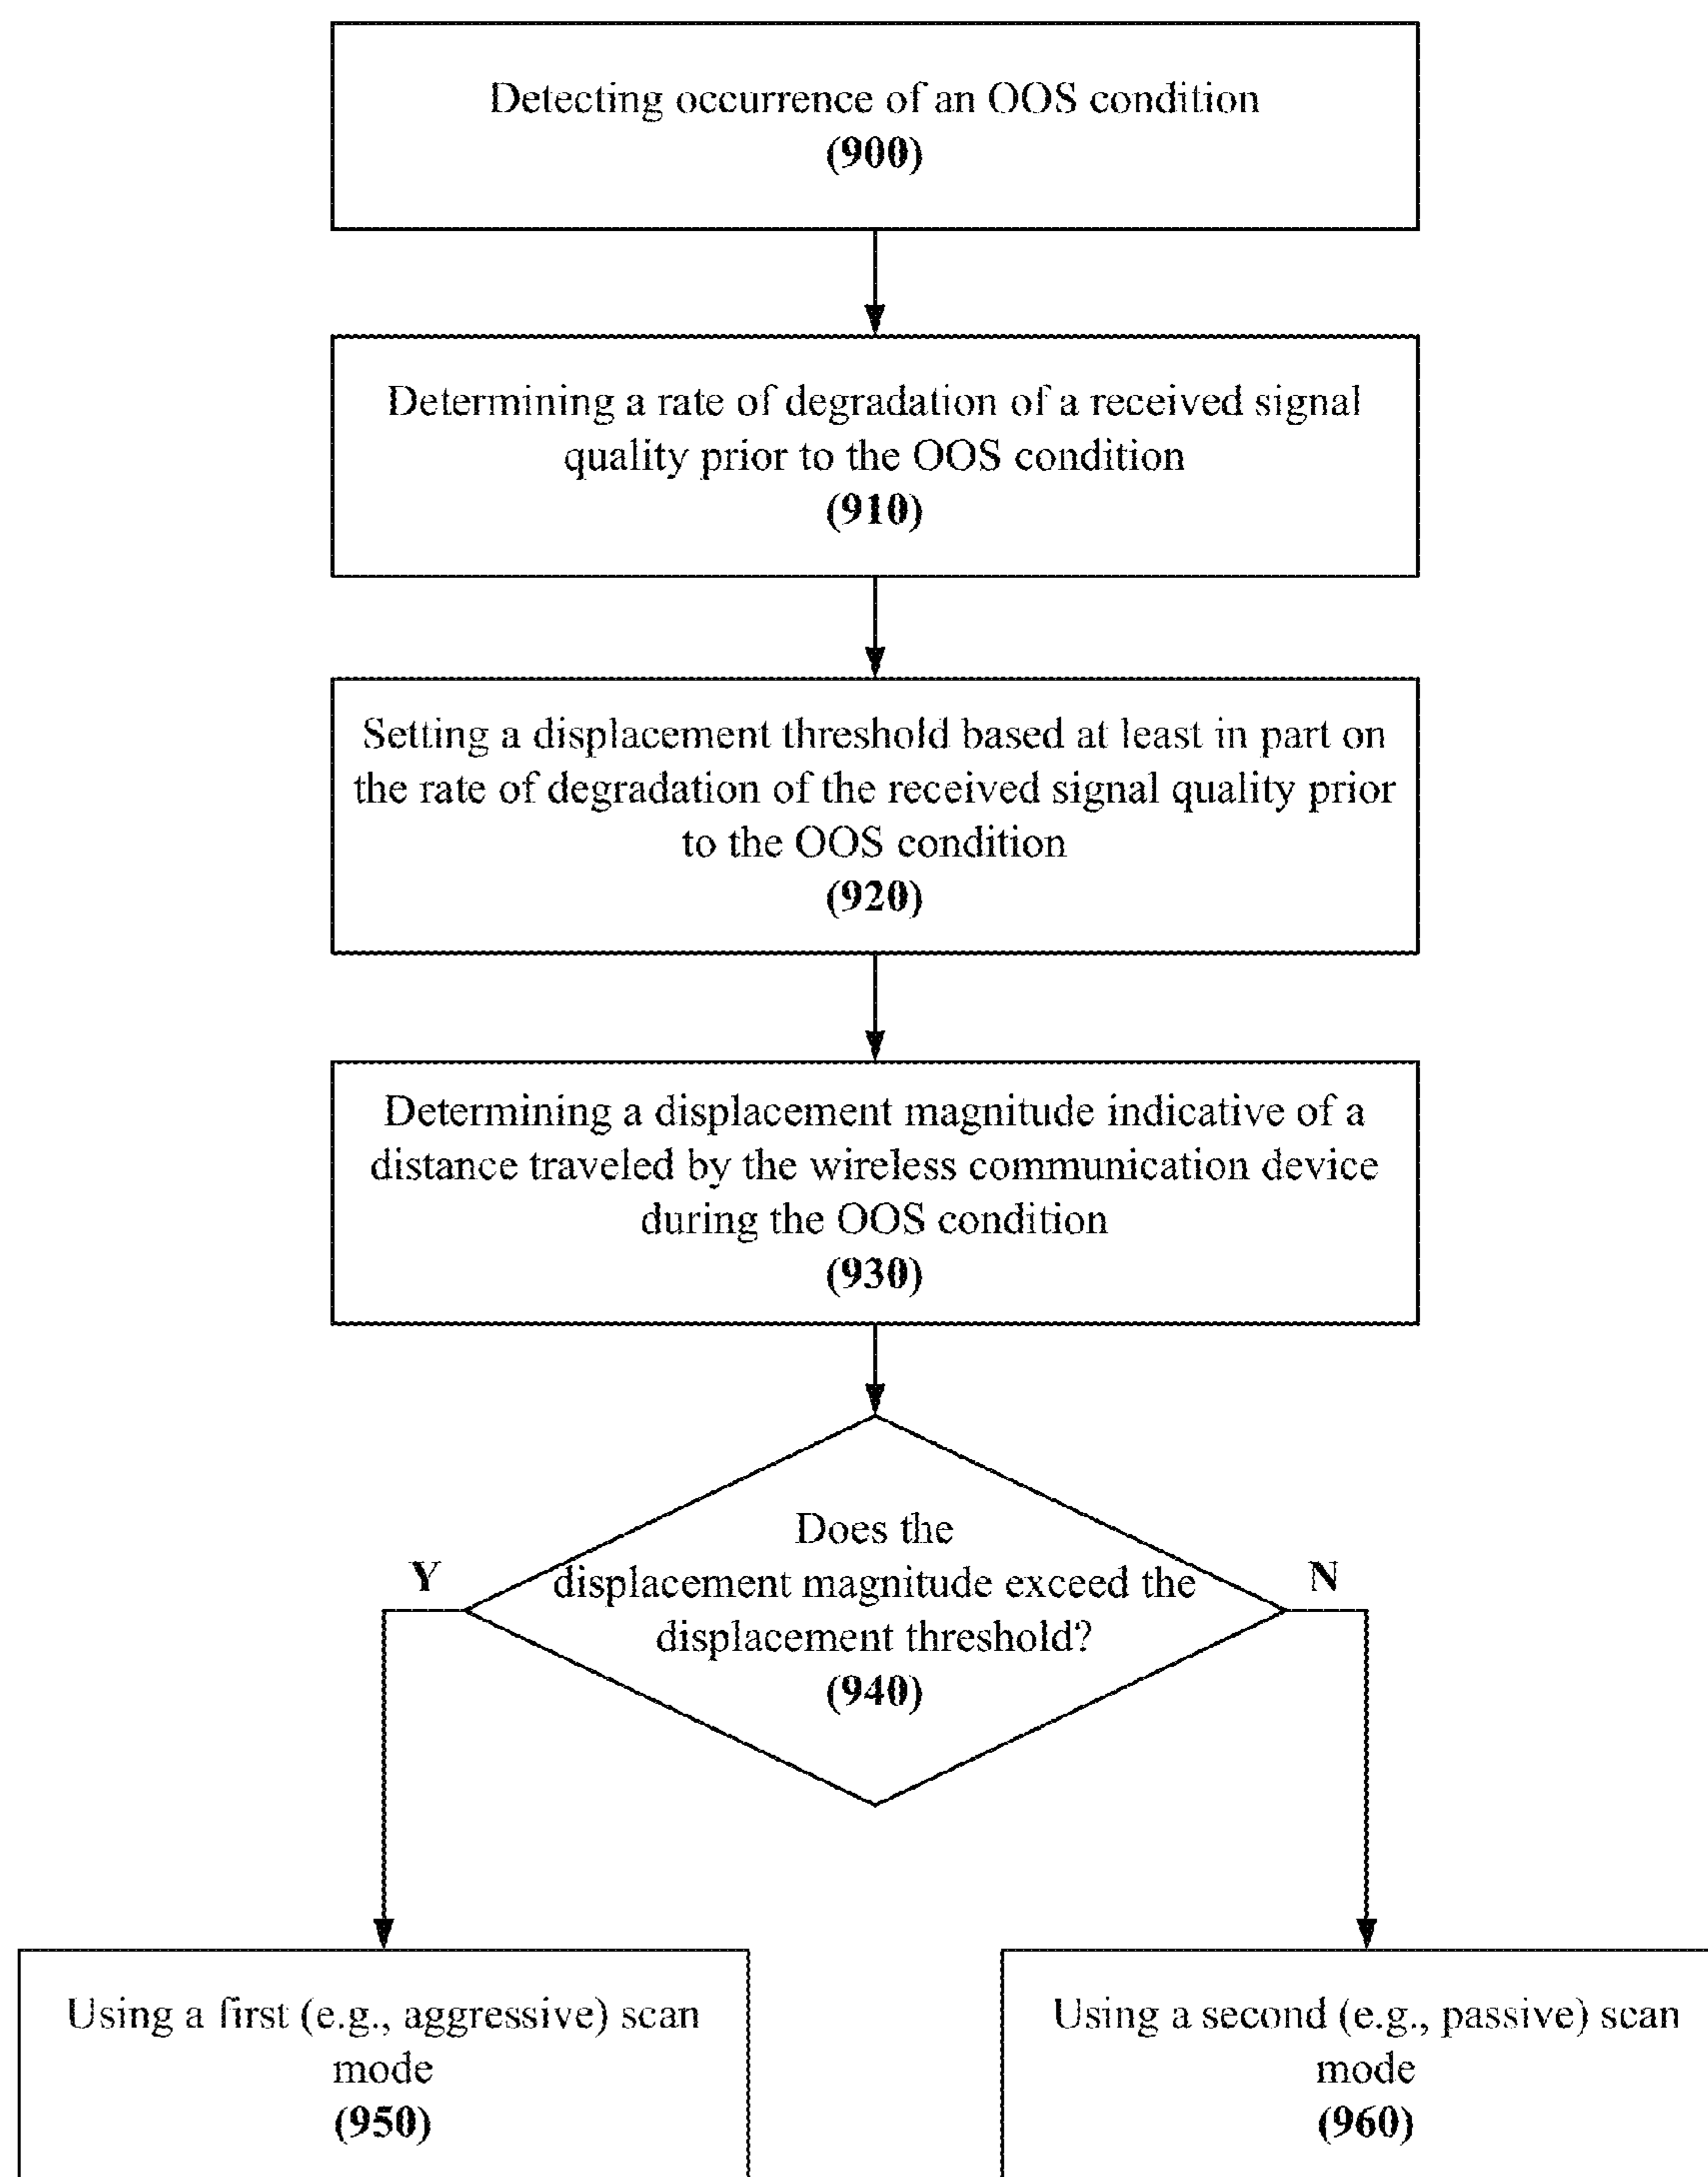 Detecting occurrence of an OOS condition
(900)
Determining a rate of degradation of a received signal
quality prior to the OOS condition
(910)
Setting a displacement threshold based at least in part on
the rate of degradation of the received signal quality prior
to the OOS condition
(920)
Determining a displacement magnitude indicative of a
distance traveled by the wireless communication device
during the OOS condition
(930)
Does the
displacement magnitude exceed the
displacement threshold?
(940)
Y
N
Using a first (e.g., aggressive) scan
mode
(950)
Using a second (e.g., passive) scan
mode
(960)